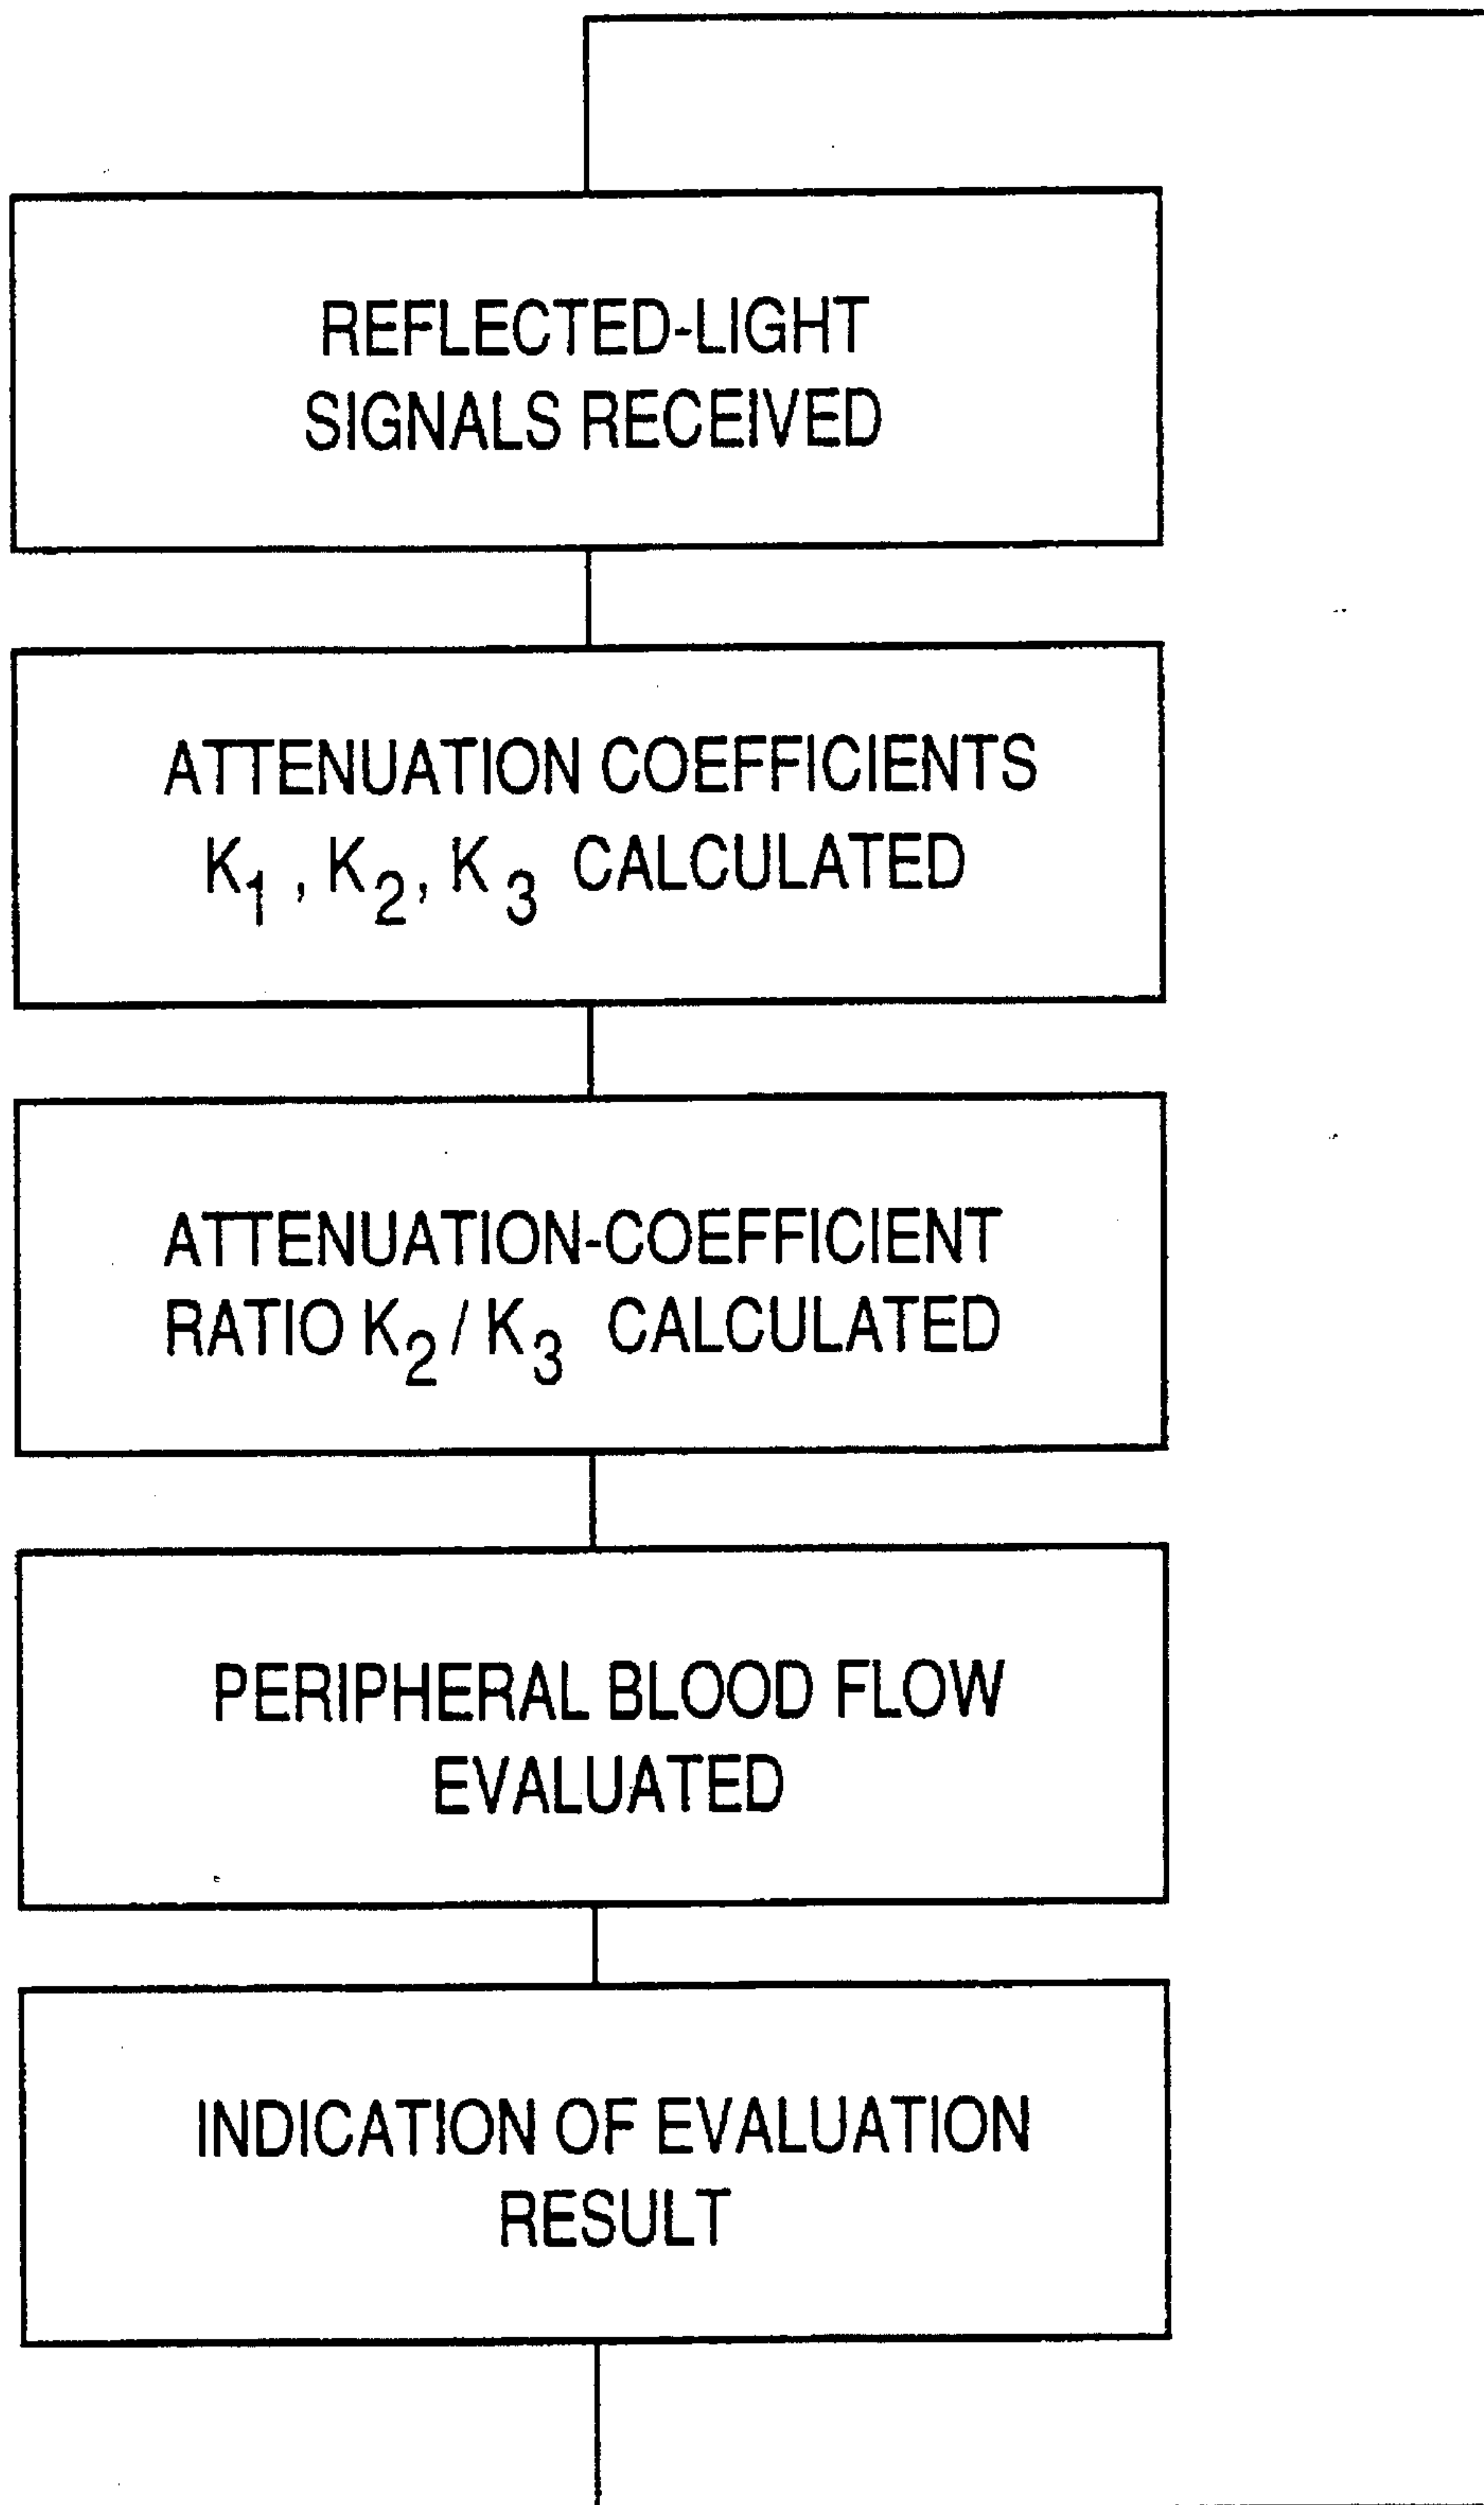 REFLECTED-LIGHT
SIGNALS RECEIVED
ATTENUATION COEFFICIENTS
K₁, K₂, K₃ CALCULATED
ATTENUATION-COEFFICIENT
RATIO K₂/K₃ CALCULATED
PERIPHERAL BLOOD FLOW
EVALUATED
INDICATION OF EVALUATION
RESULT